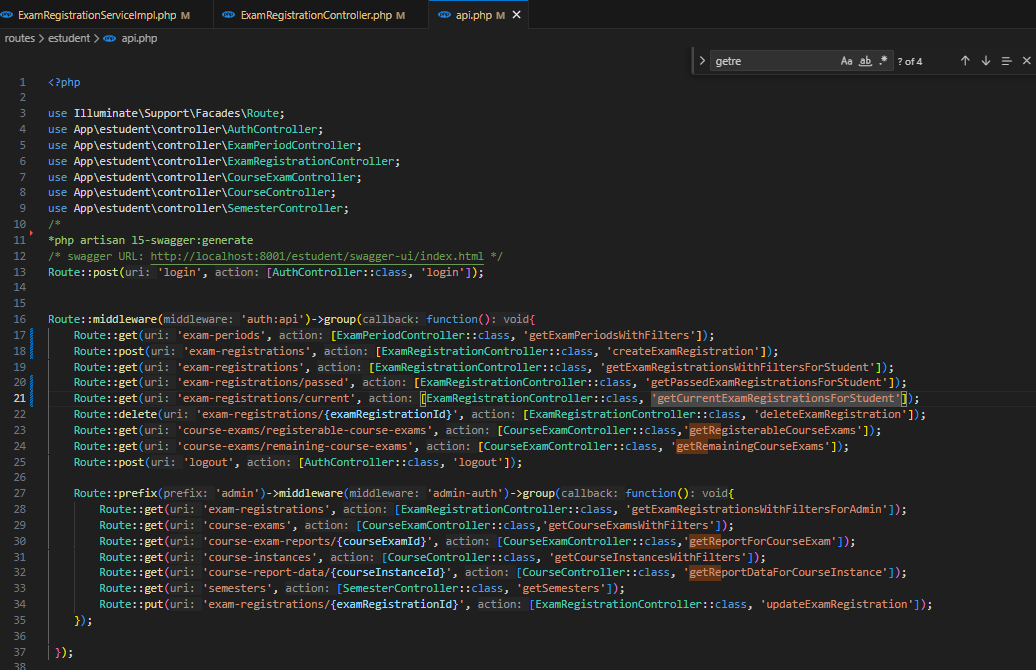 ExamRegistrationServiceImpl.php M ExamRegistrationController.php M api.php M
routes > estudent > api.php
getre Aa ab .* ? of 4
1 <?php
2
3 use Illuminate\Support\Facades\Route;
4 use App\estudent\controller\AuthController;
5 use App\estudent\controller\ExamPeriodController;
6 use App\estudent\controller\ExamRegistrationController;
7 use App\estudent\controller\CourseExamController;
8 use App\estudent\controller\CourseController;
9 use App\estudent\controller\SemesterController;
10 /*
11 *php artisan l5-swagger:generate
12 /* swagger URL: http://localhost:8001/estudent/swagger-ui/index.html */
13 Route::post(uri: 'login', action: [AuthController::class, 'login']);
14
15
16 Route::middleware(middleware: 'auth:api')->group(callback: function(): void{
17 Route::get(uri: 'exam-periods', action: [ExamPeriodController::class, 'getExamPeriodsWithFilters']);
18 Route::post(uri: 'exam-registrations', action: [ExamRegistrationController::class, 'createExamRegistration']);
19 Route::get(uri: 'exam-registrations', action: [ExamRegistrationController::class, 'getExamRegistrationsWithFiltersForStudent']);
20 Route::get(uri: 'exam-registrations/passed', action: [ExamRegistrationController::class, 'getPassedExamRegistrationsForStudent']);
21 Route::get(uri: 'exam-registrations/current', action: [ExamRegistrationController::class, 'getCurrentExamRegistrationsForStudent']);
22 Route::delete(uri: 'exam-registrations/{examRegistrationId}', action: [ExamRegistrationController::class, 'deleteExamRegistration']);
23 Route::get(uri: 'course-exams/registerable-course-exams', action: [CourseExamController::class,'getRegisterableCourseExams']);
24 Route::get(uri: 'course-exams/remaining-course-exams', action: [CourseExamController::class, 'getRemainingCourseExams']);
25 Route::post(uri: 'logout', action: [AuthController::class, 'logout']);
26
27 Route::prefix(prefix: 'admin')->middleware(middleware: 'admin-auth')->group(callback: function(): void{
28 Route::get(uri: 'exam-registrations', action: [ExamRegistrationController::class, 'getExamRegistrationsWithFiltersForAdmin']);
29 Route::get(uri: 'course-exams', action: [CourseExamController::class,'getCourseExamsWithFilters']);
30 Route::get(uri: 'course-exam-reports/{courseExamId}', action: [CourseExamController::class,'getReportForCourseExam']);
31 Route::get(uri: 'course-instances', action: [CourseController::class, 'getCourseInstancesWithFilters']);
32 Route::get(uri: 'course-report-data/{courseInstanceId}', action: [CourseController::class, 'getReportDataForCourseInstance']);
33 Route::get(uri: 'semesters', action: [SemesterController::class, 'getSemesters']);
34 Route::put(uri: 'exam-registrations/{examRegistrationId}', action: [ExamRegistrationController::class, 'updateExamRegistration']);
35 });
36
37 });
38